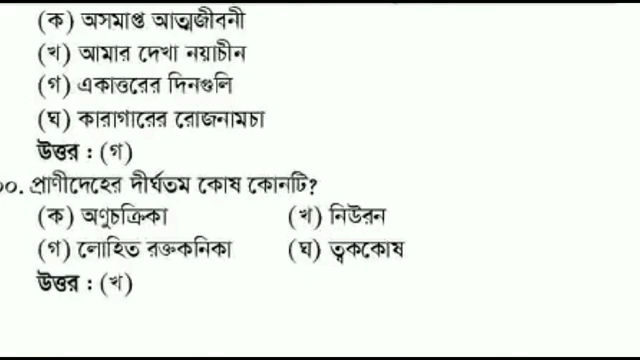 (ক) অসমাপ্ত আত্মজীবনী
(খ) আমার দেখা নয়াচীন
(গ) একাত্তরের দিনগুলি
(ঘ) কারাগারের রোজনামচা
উত্তর : (গ)
০. প্রাণীদেহের দীর্ঘতম কোষ কোনটি?
(ক) অণুচক্রিকা (খ) নিউরন
(গ) লোহিত রক্তকনিকা (ঘ) ত্বককোষ
উত্তর : (খ)